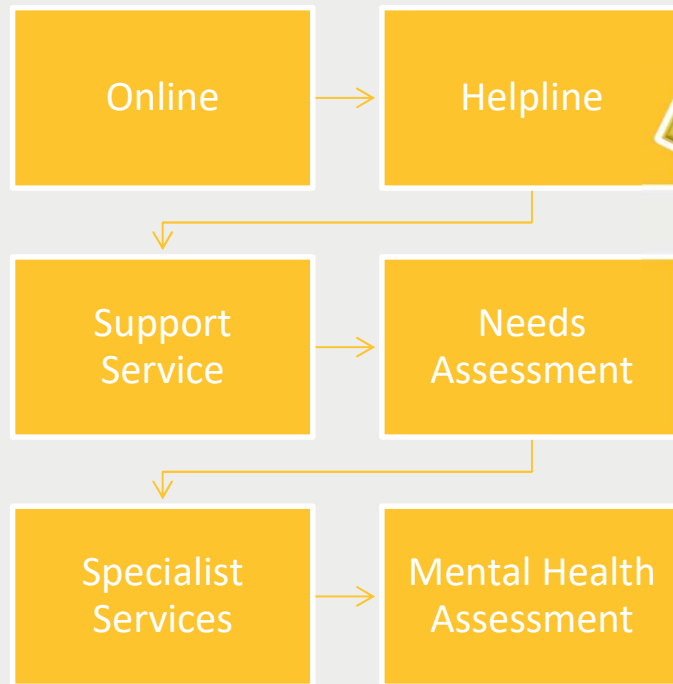 Online
Helpline
Support
Service
Needs
Assessment
Specialist
Services
Mental Health
Assessment